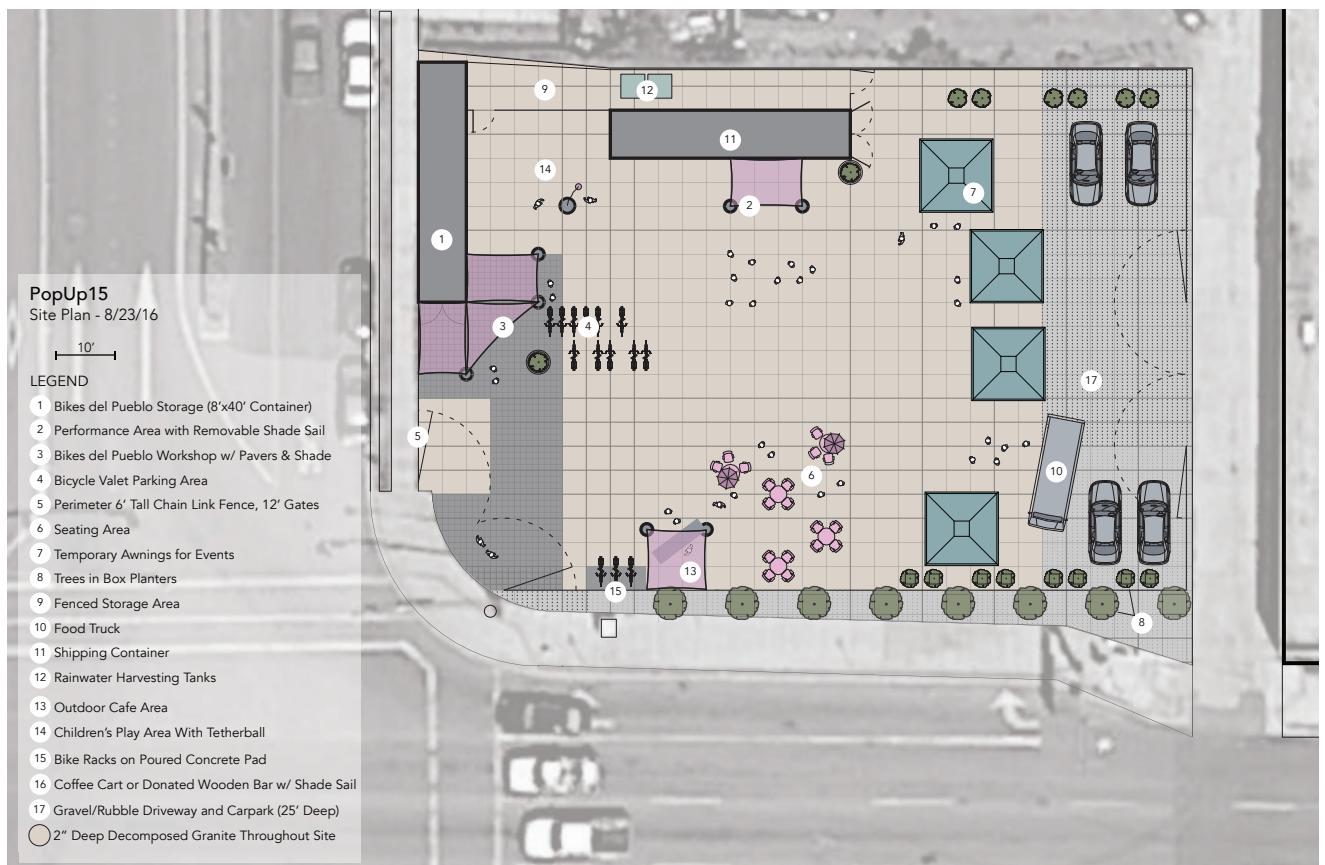 PopUp15
Site Plan - 8/23/16
10'
LEGEND
1 Bikes del Pueblo Storage (8'x40' Container)
2 Performance Area with Removable Shade Sail
3 Bikes del Pueblo Workshop w/ Pavers & Shade
4 Bicycle Valet Parking Area
5 Perimeter 6' Tall Chain Link Fence, 12' Gates
6 Seating Area
7 Temporary Awnings for Events
8 Trees in Box Planters
9 Fenced Storage Area
10 Food Truck
11 Shipping Container
12 Rainwater Harvesting Tanks
13 Outdoor Cafe Area
14 Children's Play Area With Tetherball
15 Bike Racks on Poured Concrete Pad
16 Coffee Cart or Donated Wooden Bar w/ Shade Sail
17 Gravel/Rubble Driveway and Carpark (25' Deep)
2" Deep Decomposed Granite Throughout Site
9
12
11
14
2
7
1
3
4
17
5
6
10
13
15
8